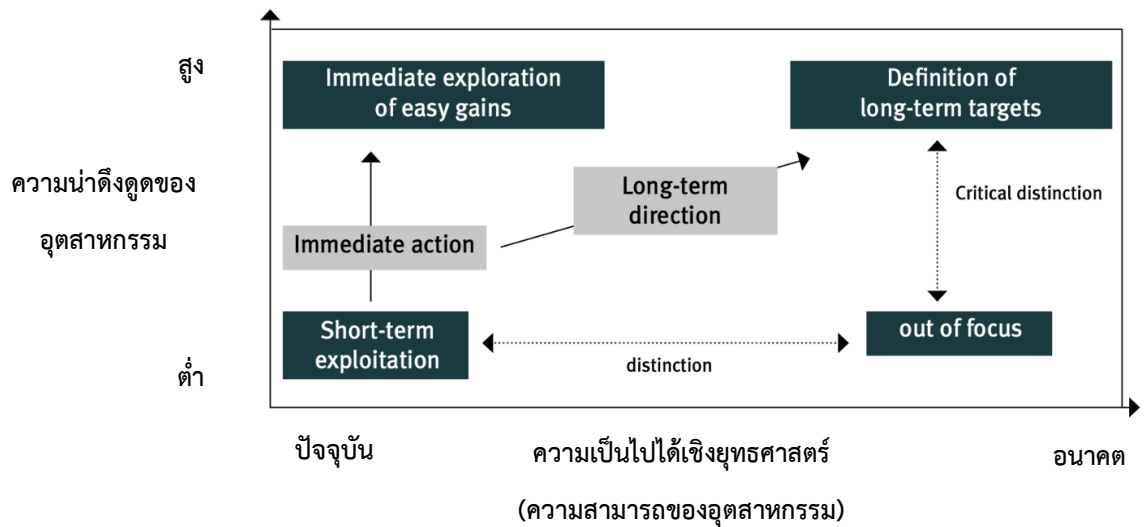 สูง
Immediate exploration
of easy gains
Definition of
long-term targets
ความน่าดึงดูดของ
อุตสาหกรรม
Long-term
direction
Critical distinction
Immediate action
Short-term
exploitation
distinction
out of focus
ต่ำ
ปัจจุบัน
ความเป็นไปได้เชิงยุทธศาสตร์
อนาคต
(ความสามารถของอุตสาหกรรม)